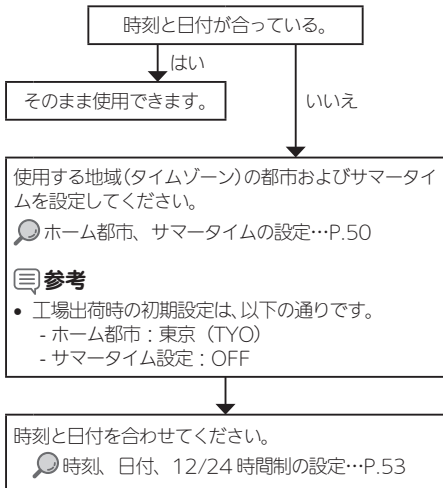 時刻と日付が合っている。
はい
そのまま使用できます。
いいえ
使用する地域（タイムゾーン）の都市およびサマータイ
ムを設定してください。
ホーム都市、サマータイムの設定…P.50
参考
• 工場出荷時の初期設定は、以下の通りです。
- ホーム都市：東京（TYO）
- サマータイム設定：OFF
時刻と日付を合わせてください。
時刻、日付、12/24 時間制の設定…P.53